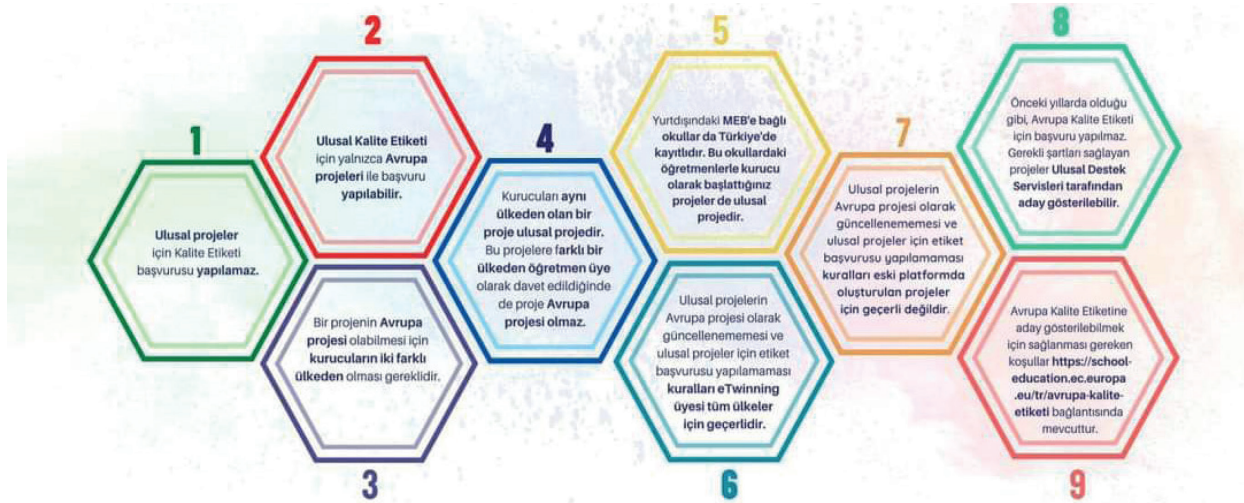 1
Ulusal projeler
için Kalite Etiketi
başvurusu yapılamaz.
2
Ulusal Kalite Etiketi
için yalnızca Avrupa
projeleri ile başvuru
yapılabilir.
3
Bir projenin Avrupa
projesi olabilmesi için
kurucuların iki farklı
ülkeden olması gereklidir.
4
Kurucuları aynı
ülkeden olan bir
proje ulusal projedir.
Bu projelere farklı bir
ülkeden öğretmen üye
olarak davet edildiğinde
de proje Avrupa
projesi olmaz.
5
Yurtdışındaki MEB'e bağlı
okullar da Türkiye'de
kayıtlıdır. Bu okullardaki
öğretmenlerle kurucu
olarak başlattığınız
projeler de ulusal
projedir.
6
Ulusal projelerin
Avrupa projesi olarak
güncellenememesi ve
ulusal projeler için etiket
başvurusu yapılamaması
kuralları eTwinning
üyesi tüm ülkeler
için geçerlidir.
7
Ulusal projelerin
Avrupa projesi olarak
güncellenememesi ve
ulusal projeler için etiket
başvurusu yapılamaması
kuralları eski platformda
oluşturulan projeler
için geçerli değildir.
8
Önceki yıllarda olduğu
gibi, Avrupa Kalite Etiketi
için başvuru yapılmaz.
Gerekli şartları sağlayan
projeler Ulusal Destek
Servisleri tarafından
aday gösterilebilir.
9
Avrupa Kalite Etiketine
aday gösterilebilmek
için sağlanması gereken
koşullar https://school-
education.ec.europa
.eu/tr/avrupa-kalite-
etiketi bağlantısında
mevcuttur.